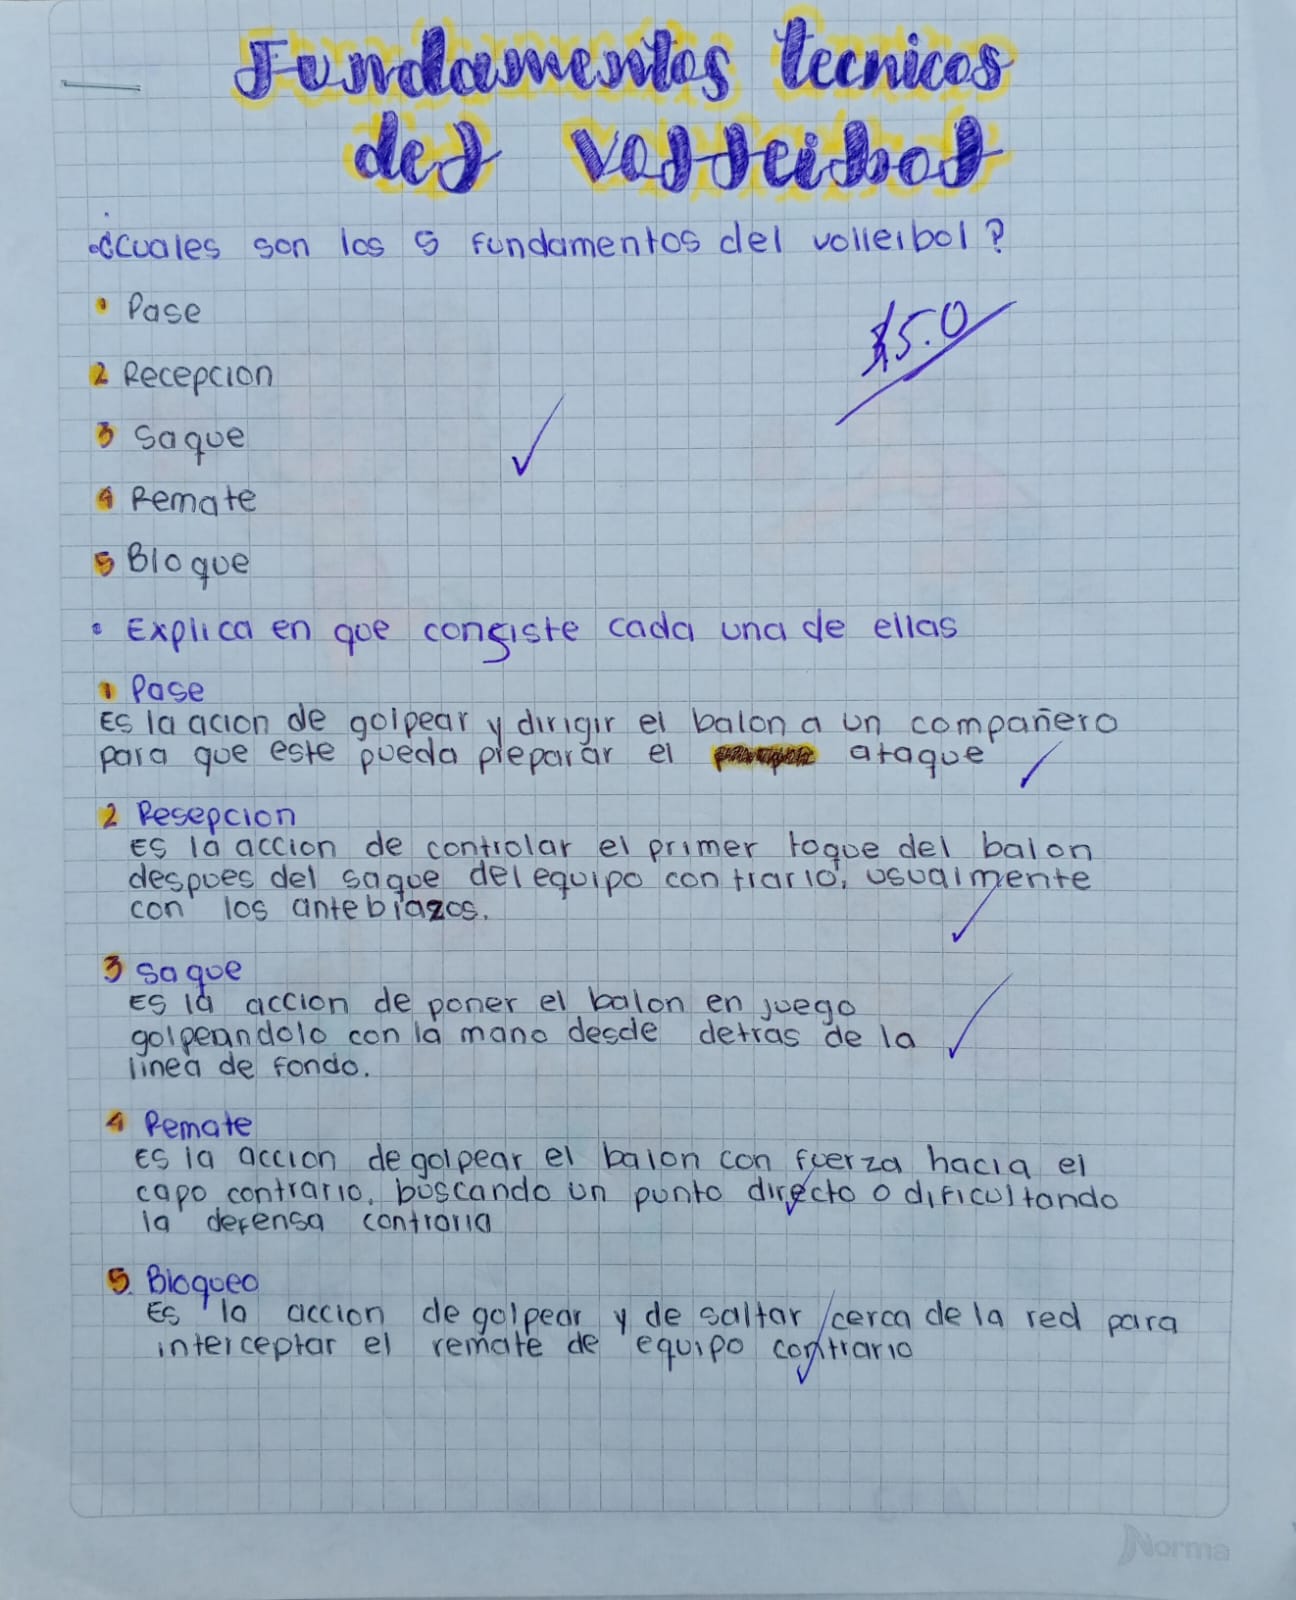 Fundamentos tecnicos
del volleibol
¿Cuales son los 5 fundamentos del volleibol?
1 Pase
$5.0
2 Recepcion
3 Saque
4 Remate
5 Bloque
• Explica en que consiste cada una de ellas
1 Pase
Es la acion de golpear y dirigir el balon a un compañero
para que este pueda preparar el ataque
2 Resepcion
Es la accion de controlar el primer toque del balon
despues del saque del equipo contrario, usualmente
con los antebrazos.
3 Saque
Es la accion de poner el balon en juego
golpeandolo con la mano desde detras de la
linea de fondo.
4 Remate
Es la accion de golpear el balon con fuerza hacia el
capo contrario, buscando un punto directo o dificultando
la defensa contraria
5. Bloqueo
Es la accion de golpear y de saltar cerca de la red para
interceptar el remate de equipo contrario
Norma